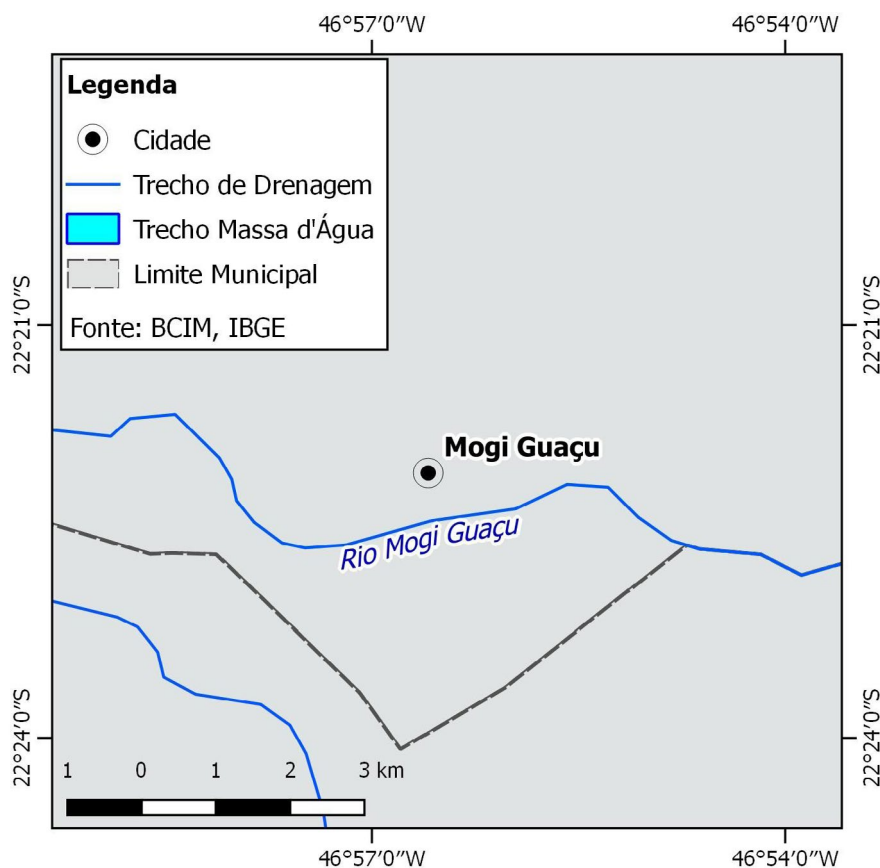 46°57'0"W
46°54'0"W
Legenda
Cidade
Trecho de Drenagem
Trecho Massa d'Água
Limite Municipal
Fonte: BCIM, IBGE
22°21'0"S
22°21'0"S
Mogi Guaçu
Rio Mogi Guaçu
22°24'0"S
22°24'0"S
1 0 1 2 3 km
46°57'0"W
46°54'0"W